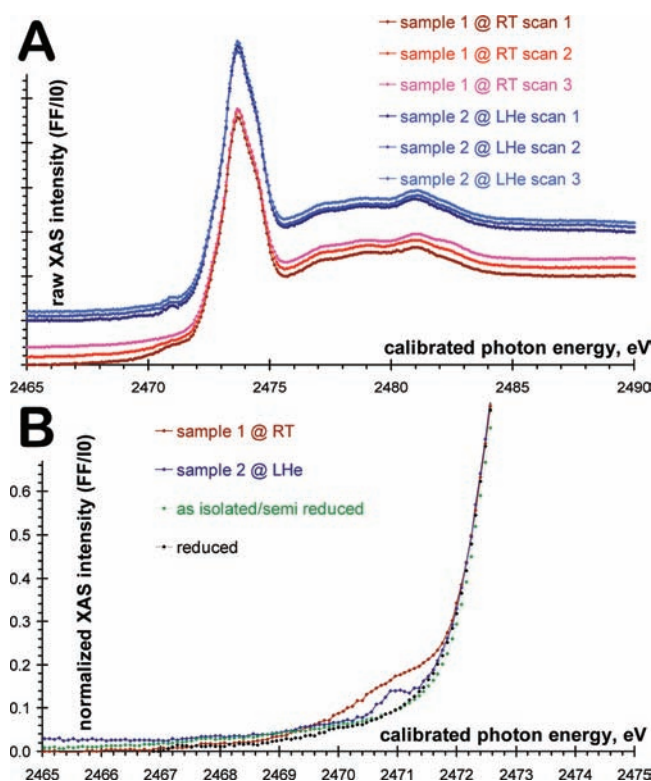 A
sample 1 @ RT scan 1
sample 1 @ RT scan 2
sample 1 @ RT scan 3
sample 2 @ LHe scan 1
sample 2 @ LHe scan 2
sample 2 @ LHe scan 3
raw XAS intensity (FF/I0)
calibrated photon energy, eV
2465 2470 2475 2480 2485 2490
B
sample 1 @ RT
sample 2 @ LHe
as isolated/semi reduced
reduced
normalized XAS intensity (FF/I0)
0.6
0.5
0.4
0.3
0.2
0.1
0.0
calibrated photon energy, eV
2465 2466 2467 2468 2469 2470 2471 2472 2473 2474 2475